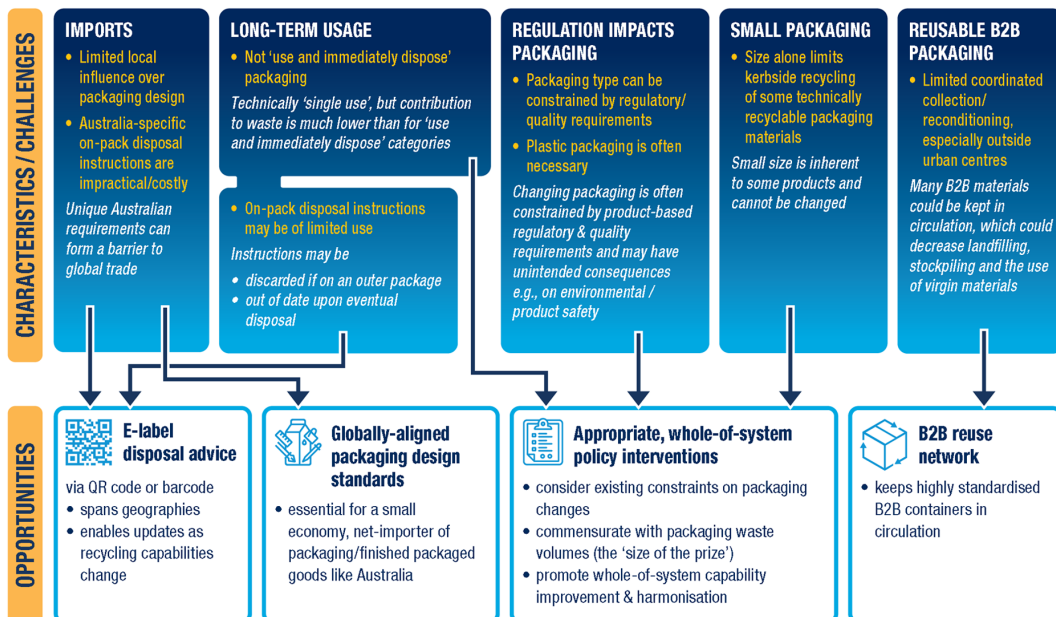 CHARACTERISTICS / CHALLENGES
IMPORTS
• Limited local
influence over
packaging design
• Australia-specific
on-pack disposal
instructions are
impractical/costly
Unique Australian
requirements can
form a barrier to
global trade
LONG-TERM USAGE
• Not ‘use and immediately dispose’
packaging
Technically ‘single use’, but contribution
to waste is much lower than for ‘use
and immediately dispose’ categories
• On-pack disposal instructions
may be of limited use
Instructions may be
• discarded if on an outer package
• out of date upon eventual
disposal
REGULATION IMPACTS
PACKAGING
• Packaging type can be
constrained by regulatory/
quality requirements
• Plastic packaging is often
necessary
Changing packaging is often
constrained by product-based
regulatory & quality
requirements and may have
unintended consequences
e.g., on environmental /
product safety
SMALL PACKAGING
• Size alone limits
kerbside recycling
of some technically
recyclable packaging
materials
Small size is inherent
to some products and
cannot be changed
REUSABLE B2B
PACKAGING
• Limited coordinated
collection/
reconditioning,
especially outside
urban centres
Many B2B materials
could be kept in
circulation, which could
decrease landfilling,
stockpiling and the use
of virgin materials
OPPORTUNITIES
E-label
disposal advice
via QR code or barcode
• spans geographies
• enables updates as
recycling capabilities
change
Globally-aligned
packaging design
standards
• essential for a small
economy, net-importer of
packaging/finished packaged
goods like Australia
Appropriate, whole-of-system
policy interventions
• consider existing constraints on packaging
changes
• commensurate with packaging waste
volumes (the ‘size of the prize’)
• promote whole-of-system capability
improvement & harmonisation
B2B reuse
network
• keeps highly standardised
B2B containers in
circulation